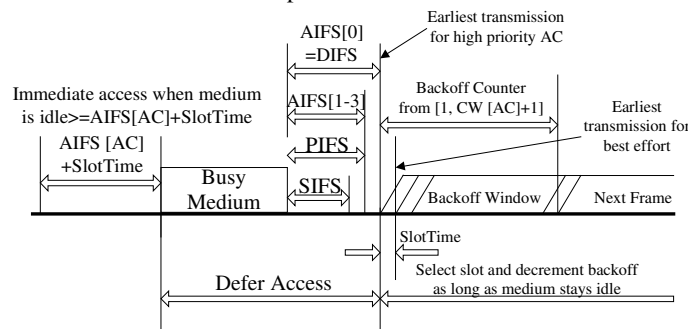 AIFS[0]
=DIFS
Earliest transmission
for high priority AC
Immediate access when medium
is idle>=AIFS[AC]+SlotTime
AIFS[1-3]
Backoff Counter
from [1, CW [AC]+1]
Earliest
transmission for
best effort
AIFS [AC]
+SlotTime
PIFS
Busy
Medium
SIFS
Backoff Window
Next Frame
SlotTime
Defer Access
Select slot and decrement backoff
as long as medium stays idle